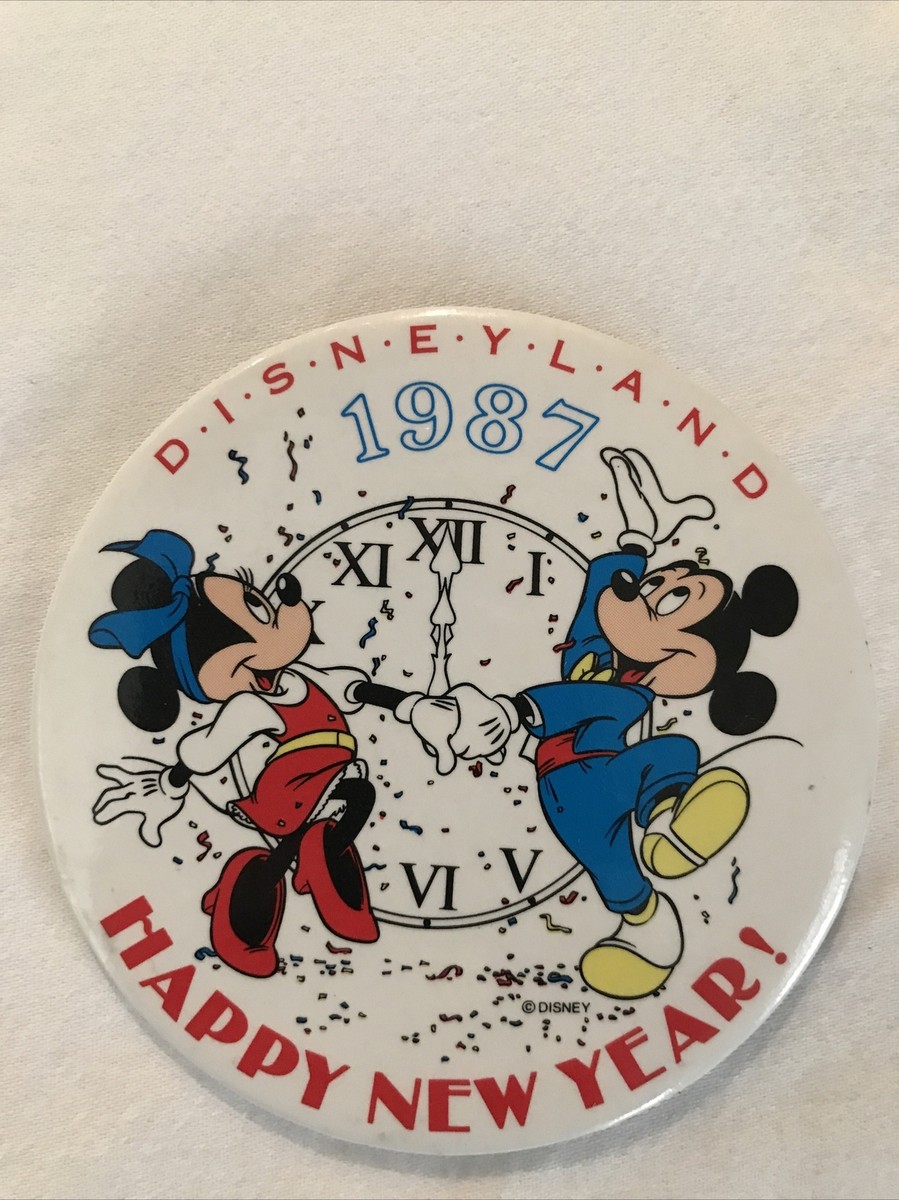 D·I·S·N·E·Y·L·A·N·D
1987
XII
XI
I
X
VI
V
© DISNEY
HAPPY NEW YEAR!